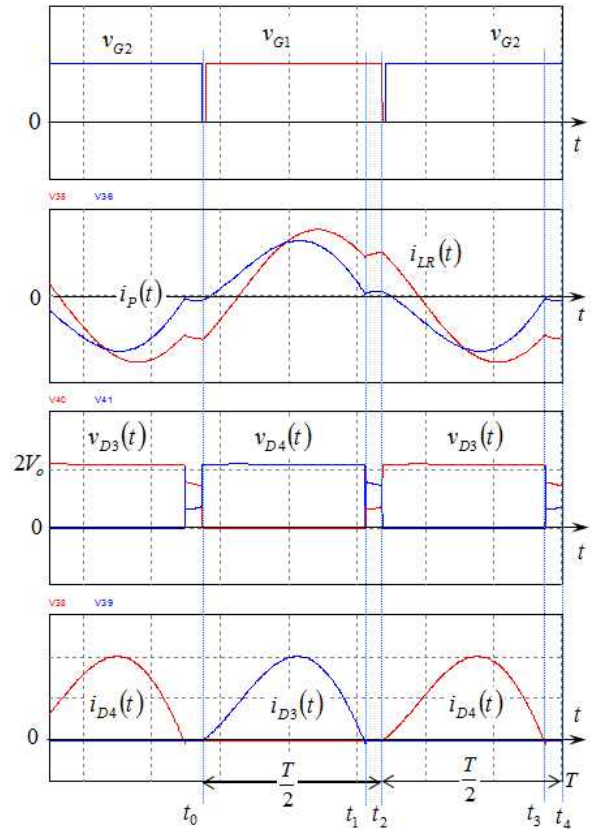 v_{G2} v_{G1} v_{G2}
0
t
V35 V36
i_{LR}(t)
0 i_P(t)
t
V40 V41
v_{D3}(t) v_{D4}(t) v_{D3}(t)
2V_o
0
t
V38 V39
i_{D4}(t) i_{D3}(t) i_{D4}(t)
t
0
T/2 T/2 T
t_0 t_1 t_2 t_3 t_4